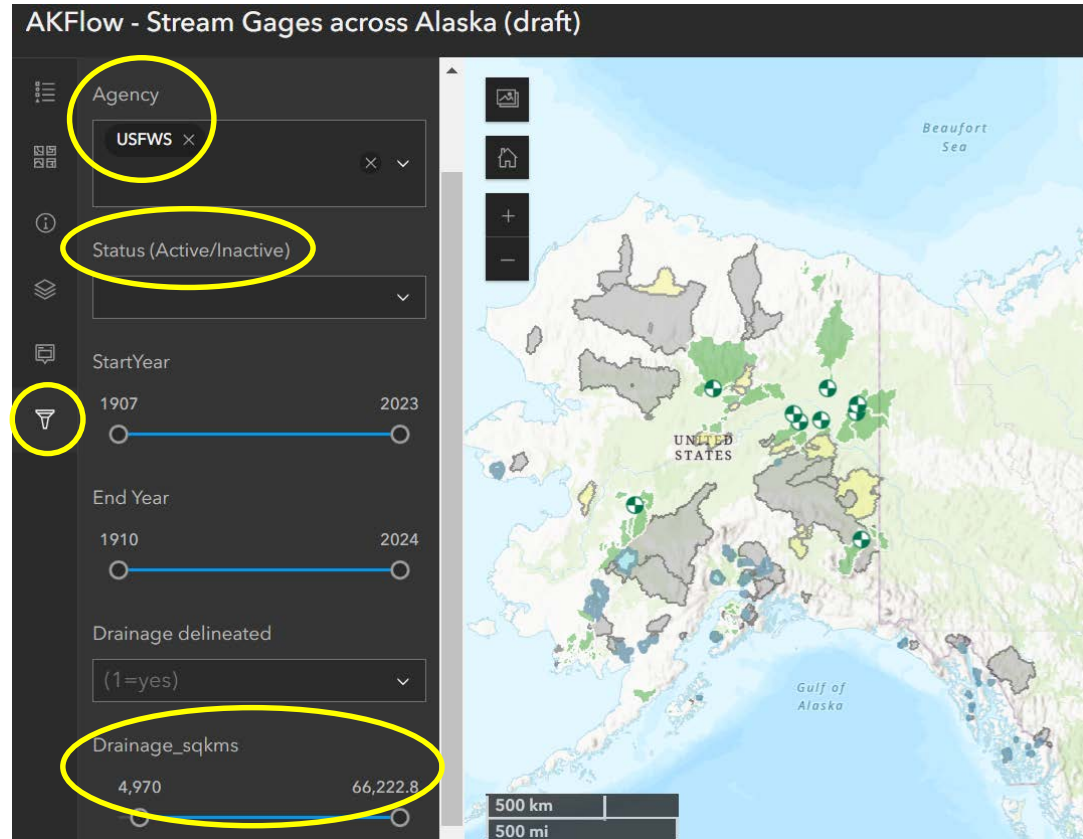 AKFlow - Stream Gages across Alaska (draft)
Agency
USFWS
Status (Active/Inactive)
StartYear
1907 2023
End Year
1910 2024
Drainage delineated
(1=yes)
Drainage_sqkms
4,970 66,222.8
Beaufort
Sea
UNITED
STATES
Gulf of
Alaska
500 km
500 mi